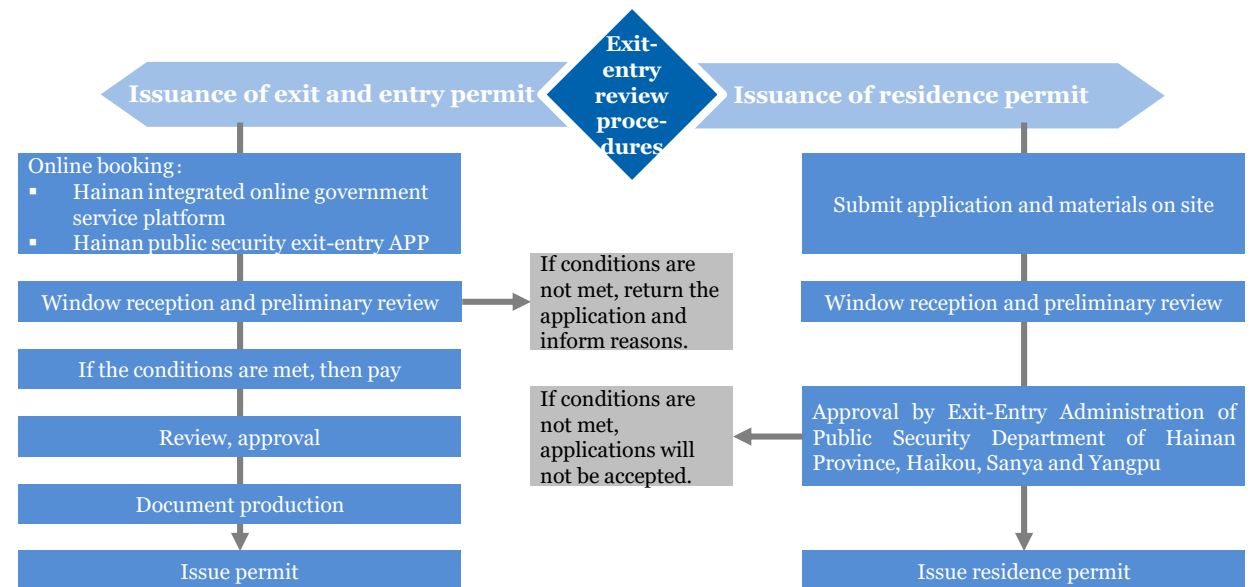 Exit-
entry
review
proce-
dures
Issuance of exit and entry permit
Issuance of residence permit
Online booking：
▪ Hainan integrated online government
service platform
▪ Hainan public security exit-entry APP
Window reception and preliminary review
If the conditions are met, then pay
Review, approval
Document production
Issue permit
If conditions are
not met, return the
application and
inform reasons.
If conditions are
not met,
applications will
not be accepted.
Submit application and materials on site
Window reception and preliminary review
Approval by Exit-Entry Administration of
Public Security Department of Hainan
Province, Haikou, Sanya and Yangpu
Issue residence permit